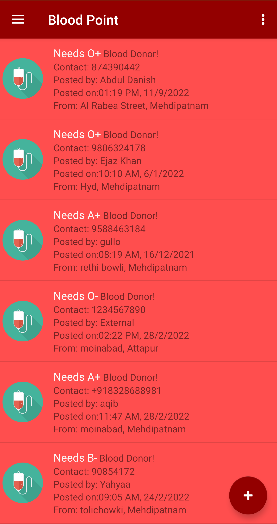 Blood Point
Needs O+ Blood Donor!
Contact: 874390442
Posted by: Abdul Danish
Posted on:01:19 PM, 11/9/2022
From: Al Rabee Street, Mehdipatnam
Needs O+ Blood Donor!
Contact: 9806324178
Posted by: Ejaz Khan
Posted on:10:10 AM, 6/1/2022
From: Hyd, Mehdipatnam
Needs A+ Blood Donor!
Contact: 9588463184
Posted by: gullo
Posted on:08:19 AM, 16/12/2021
From: rethi bowli, Mehdipatnam
Needs O- Blood Donor!
Contact: 1234567890
Posted by: External
Posted on:02:22 PM, 28/2/2022
From: moinabad, Attapur
Needs A+ Blood Donor!
Contact: +918328688981
Posted by: aqib
Posted on:11:47 AM, 28/2/2022
From: moinabad, Mehdipatnam
Needs B- Blood Donor!
Contact: 90854172
Posted by: Yahyaa
Posted on:09:05 AM, 24/2/2022
From: tolichowki, Mehdipatnam